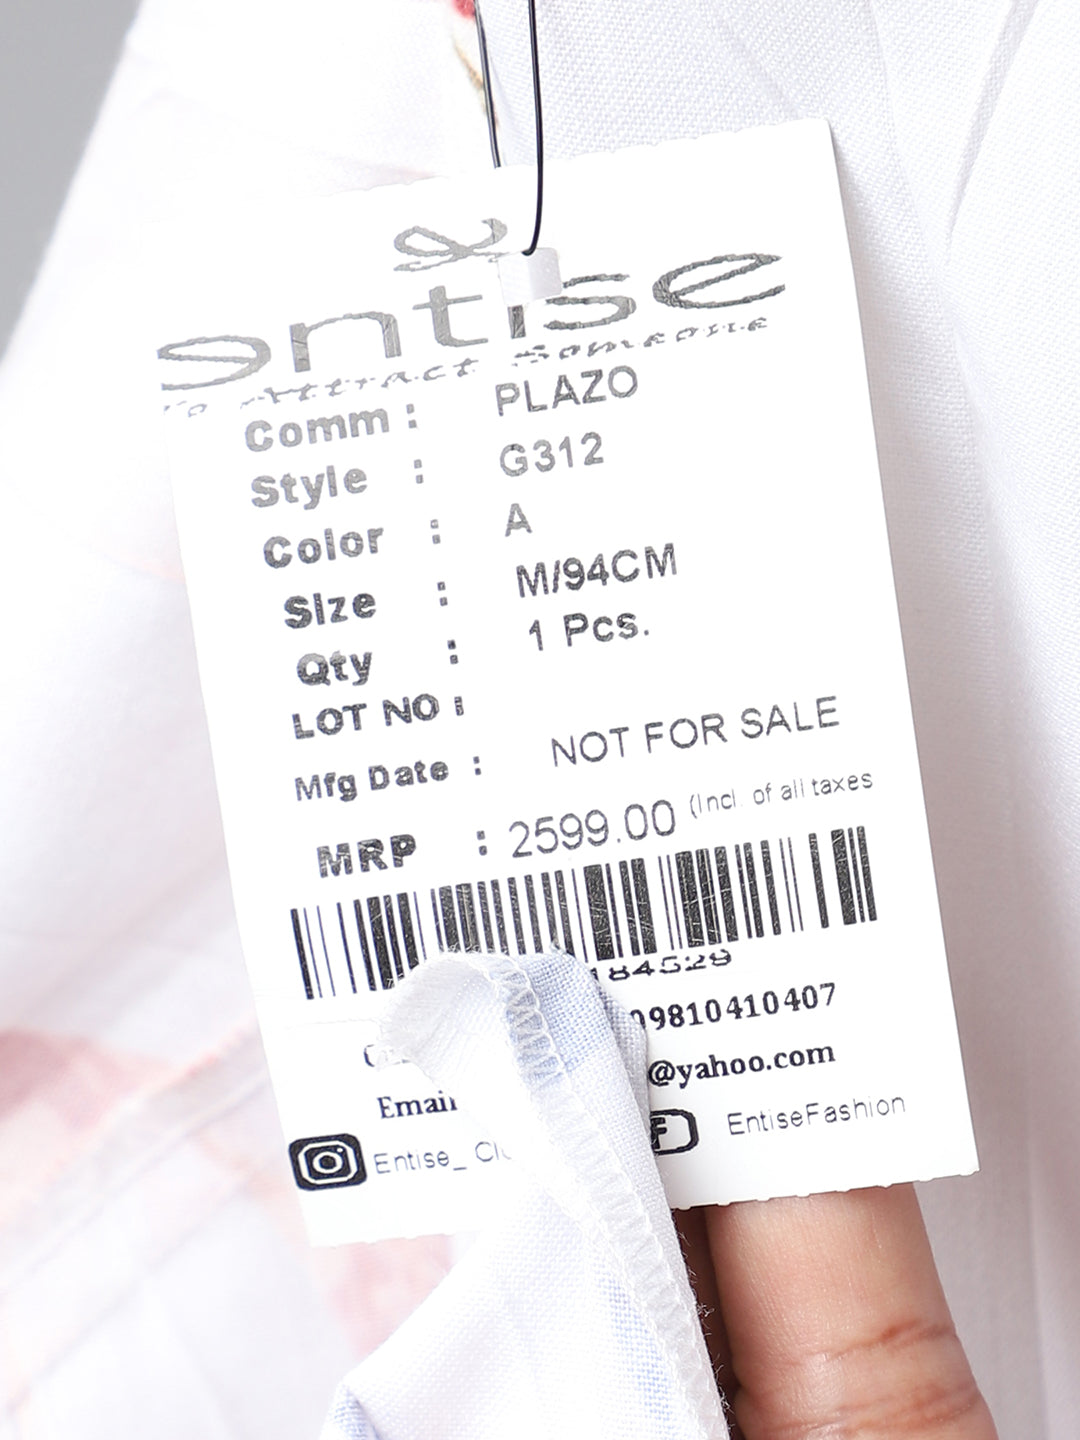 entise
To Attract Someone
Comm : PLAZO
Style : G312
Color : A
Size : M/94CM
Qty : 1 Pcs.
LOT NO :
Mfg Date : NOT FOR SALE
MRP : 2599.00 (Incl. of all taxes
184529
09810410407
Email @yahoo.com
Entise_ Clo EntiseFashion